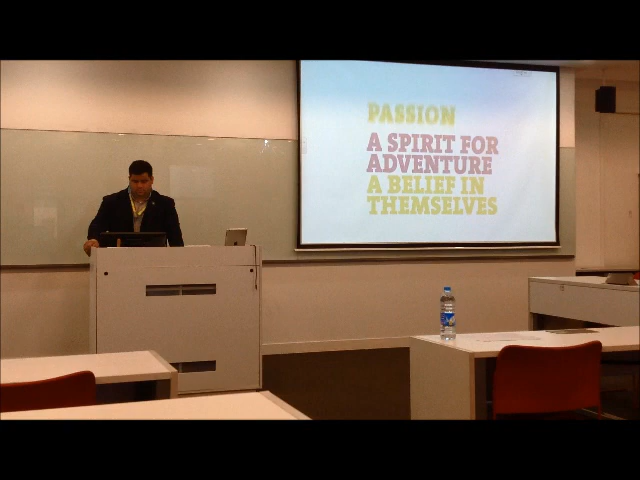 PASSION
A SPIRIT FOR
ADVENTURE
A BELIEF IN
THEMSELVES